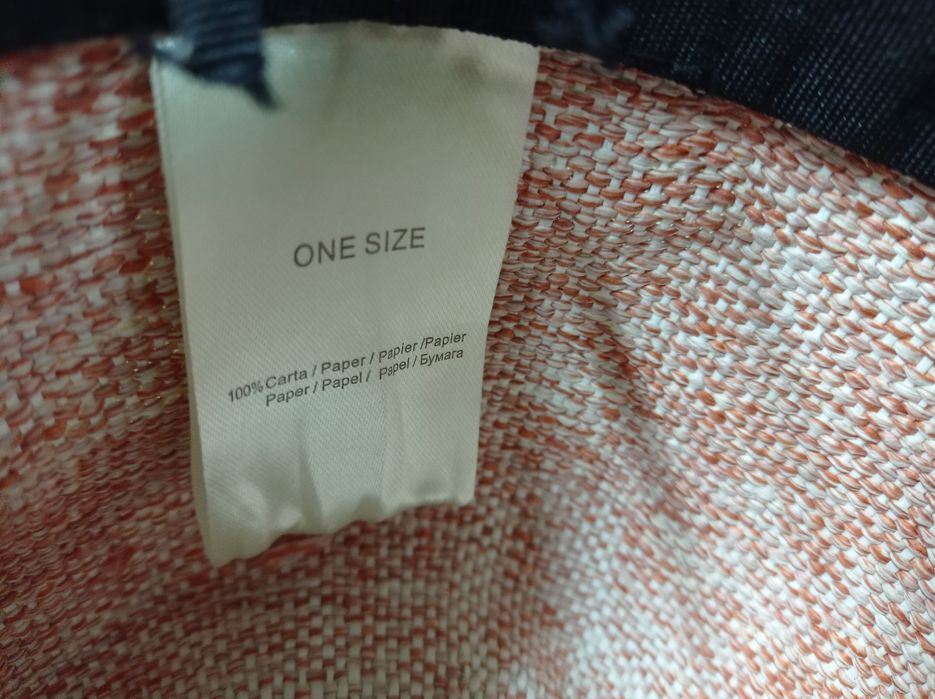 ONE SIZE
100% Carta / Paper / Papier /Papier
Paper / Papel / Papel / Бумага